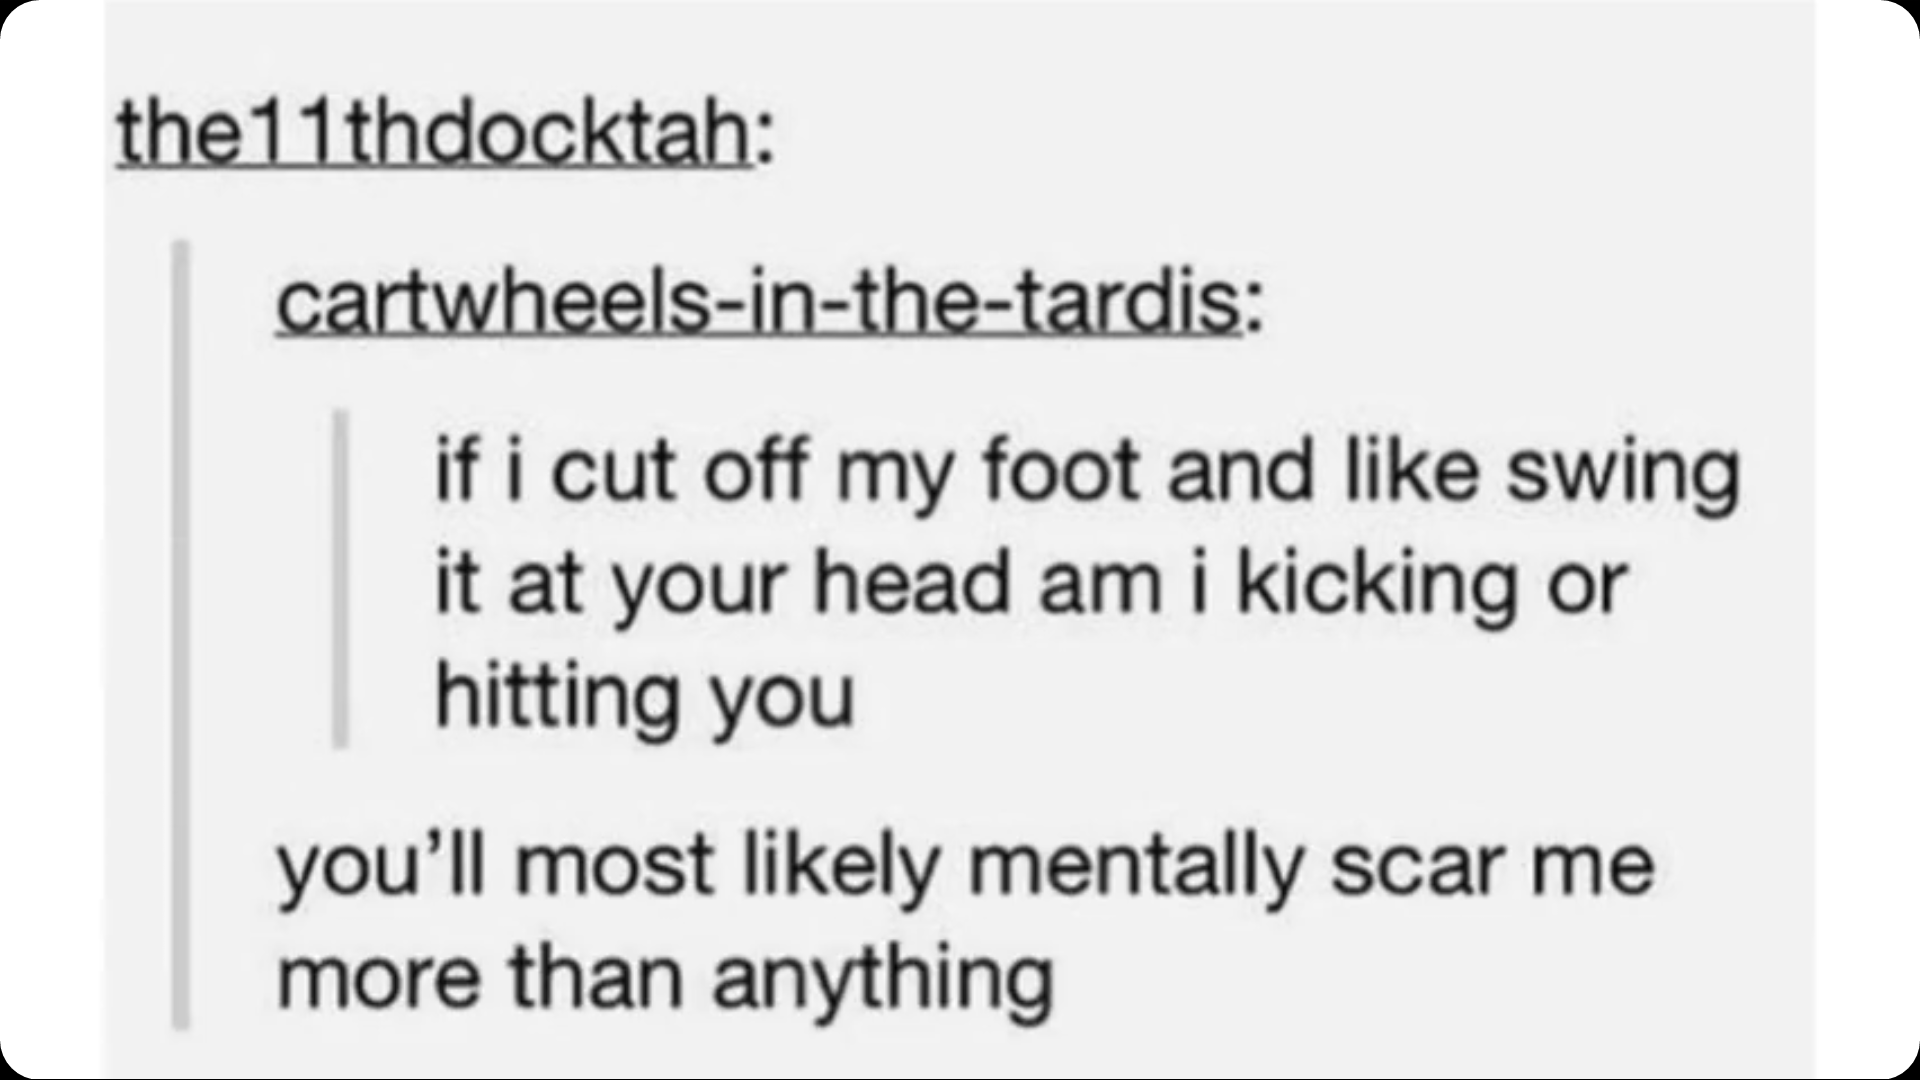 the11thdocktah:
cartwheels-in-the-tardis:
if i cut off my foot and like swing
it at your head am i kicking or
hitting you
you’ll most likely mentally scar me
more than anything